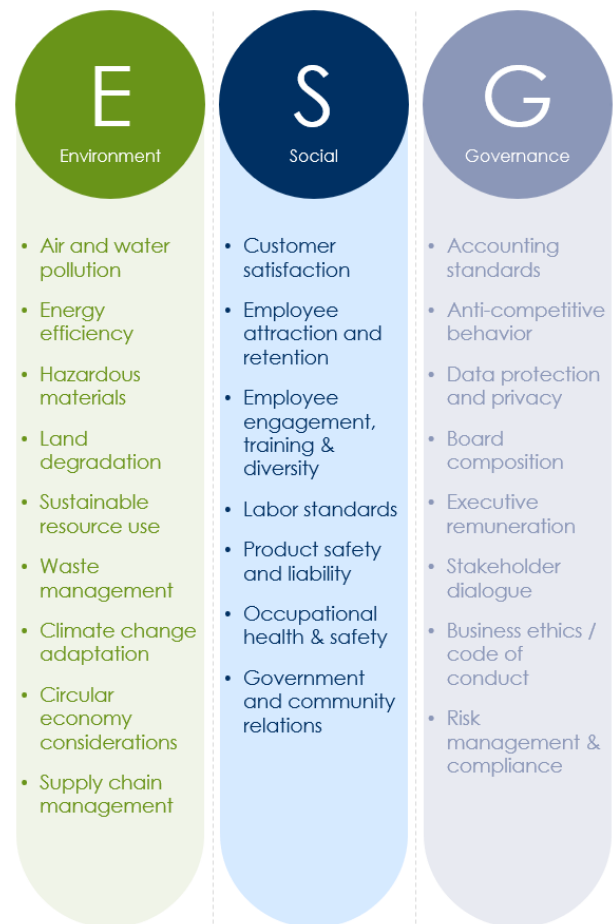 E
Environment
• Air and water
pollution
• Energy
efficiency
• Hazardous
materials
• Land
degradation
• Sustainable
resource use
• Waste
management
• Climate change
adaptation
• Circular
economy
considerations
• Supply chain
management
S
Social
• Customer
satisfaction
• Employee
attraction and
retention
• Employee
engagement,
training &
diversity
• Labor standards
• Product safety
and liability
• Occupational
health & safety
• Government
and community
relations
G
Governance
• Accounting
standards
• Anti-competitive
behavior
• Data protection
and privacy
• Board
composition
• Executive
remuneration
• Stakeholder
dialogue
• Business ethics /
code of
conduct
• Risk
management &
compliance